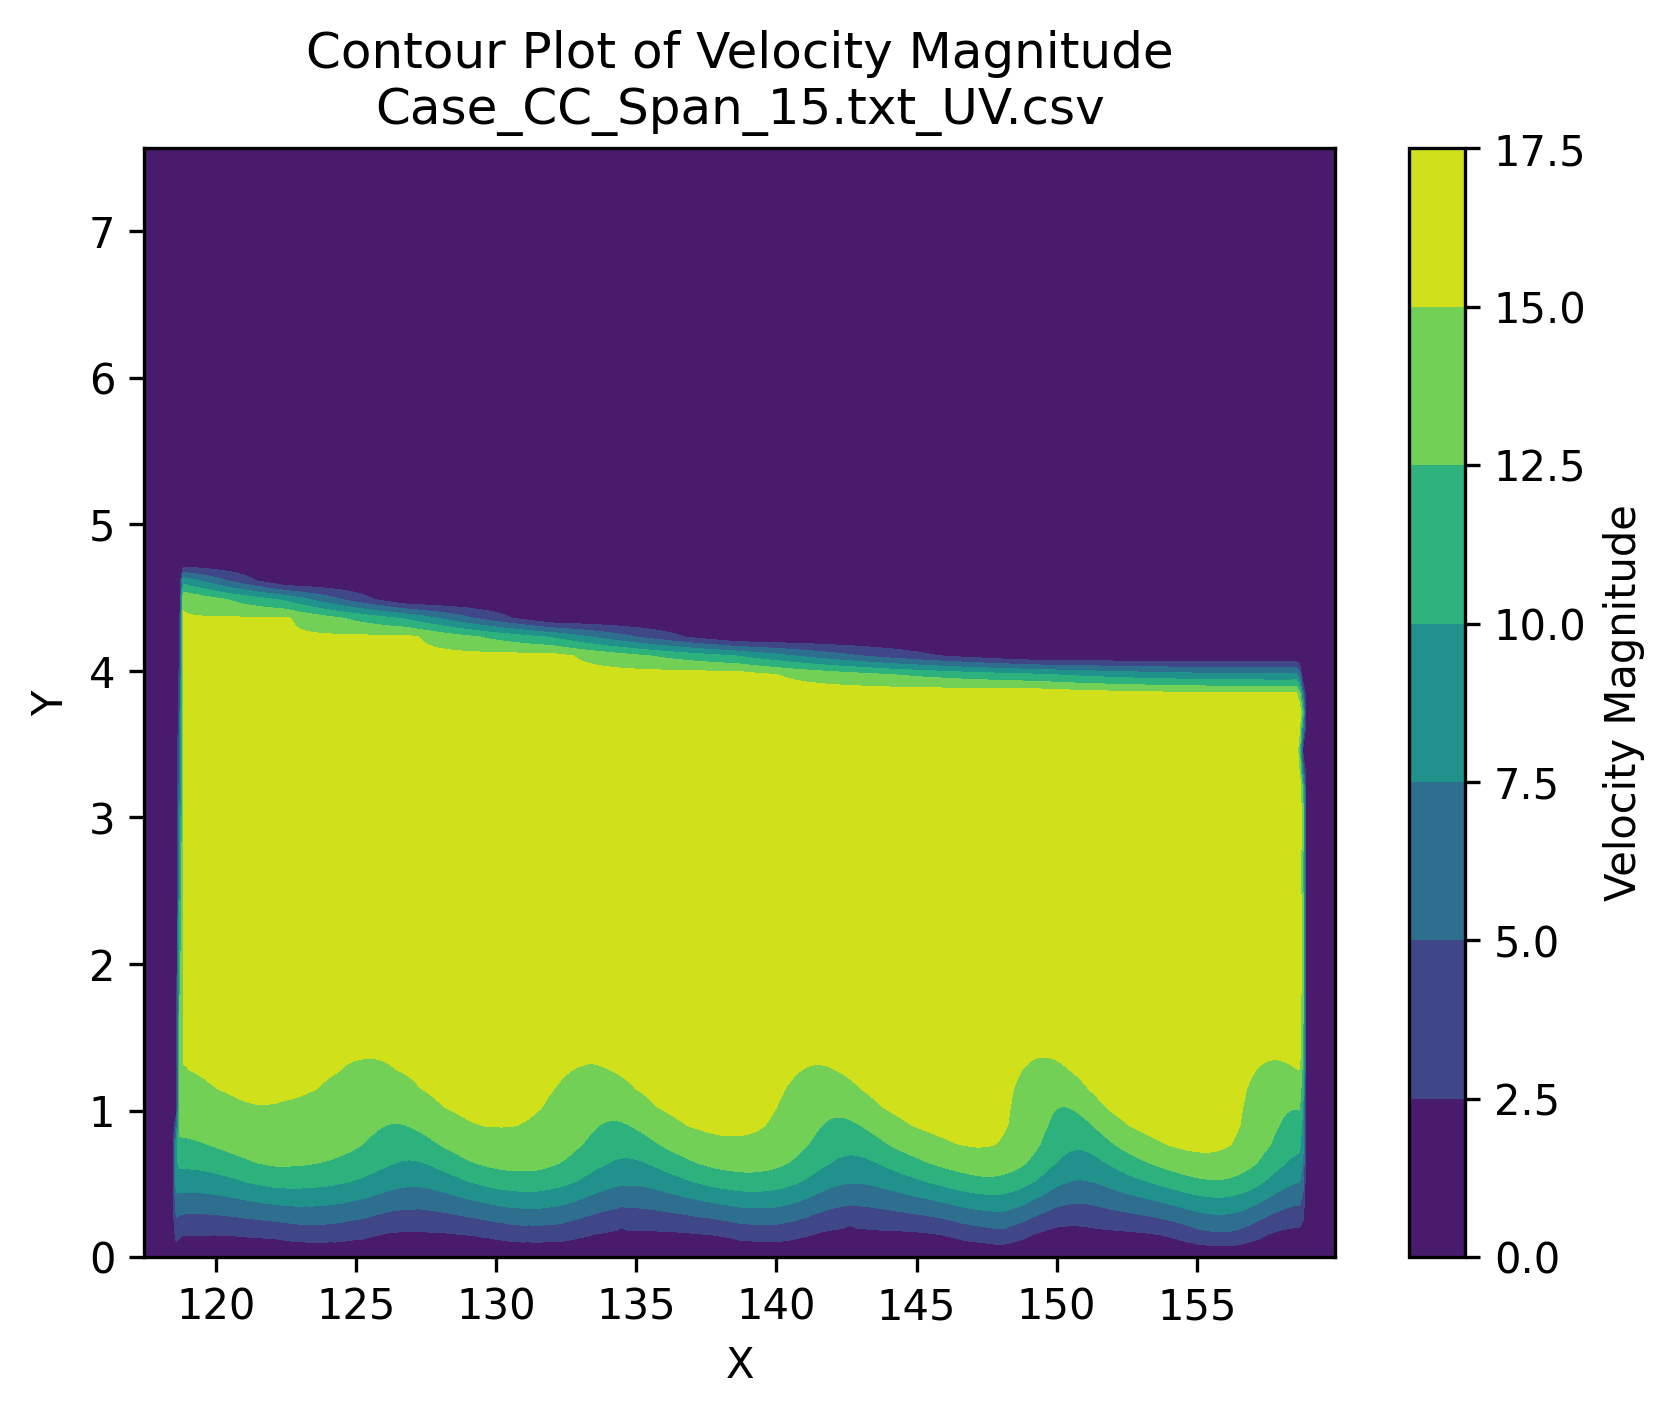 Contour Plot of Velocity Magnitude
Case_CC_Span_15.txt_UV.csv
7
6
5
4
3
2
1
0
Y
120 125 130 135 140 145 150 155
X
17.5
15.0
12.5
10.0
7.5
5.0
2.5
0.0
Velocity Magnitude